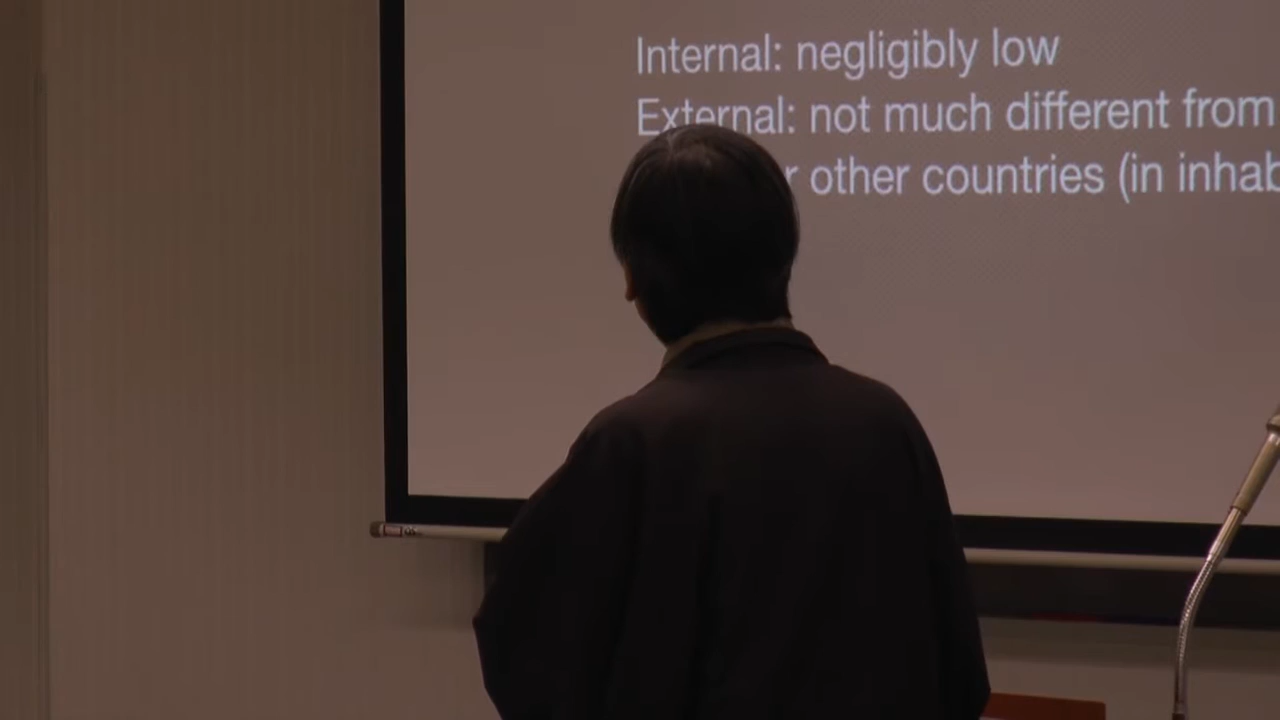 Internal: negligibly low
External: not much different from
other countries (in inhab